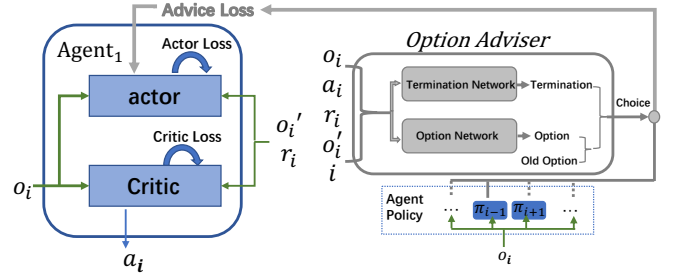 Advice Loss
Agent₁
Actor Loss
actor
Critic Loss
Critic
oᵢ
oᵢ′
rᵢ
aᵢ
Option Adviser
oᵢ
aᵢ
rᵢ
oᵢ′
i
Termination Network
Termination
Option Network
Option
Old Option
Choice
Agent
Policy
...
πᵢ₋₁
πᵢ₊₁
...
oᵢ